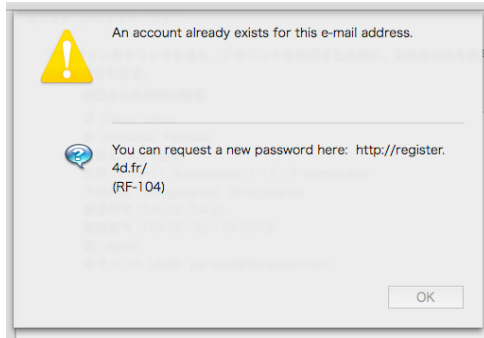 An account already exists for this e-mail address.
You can request a new password here: http://register.
4d.fr/
(RF-104)
OK